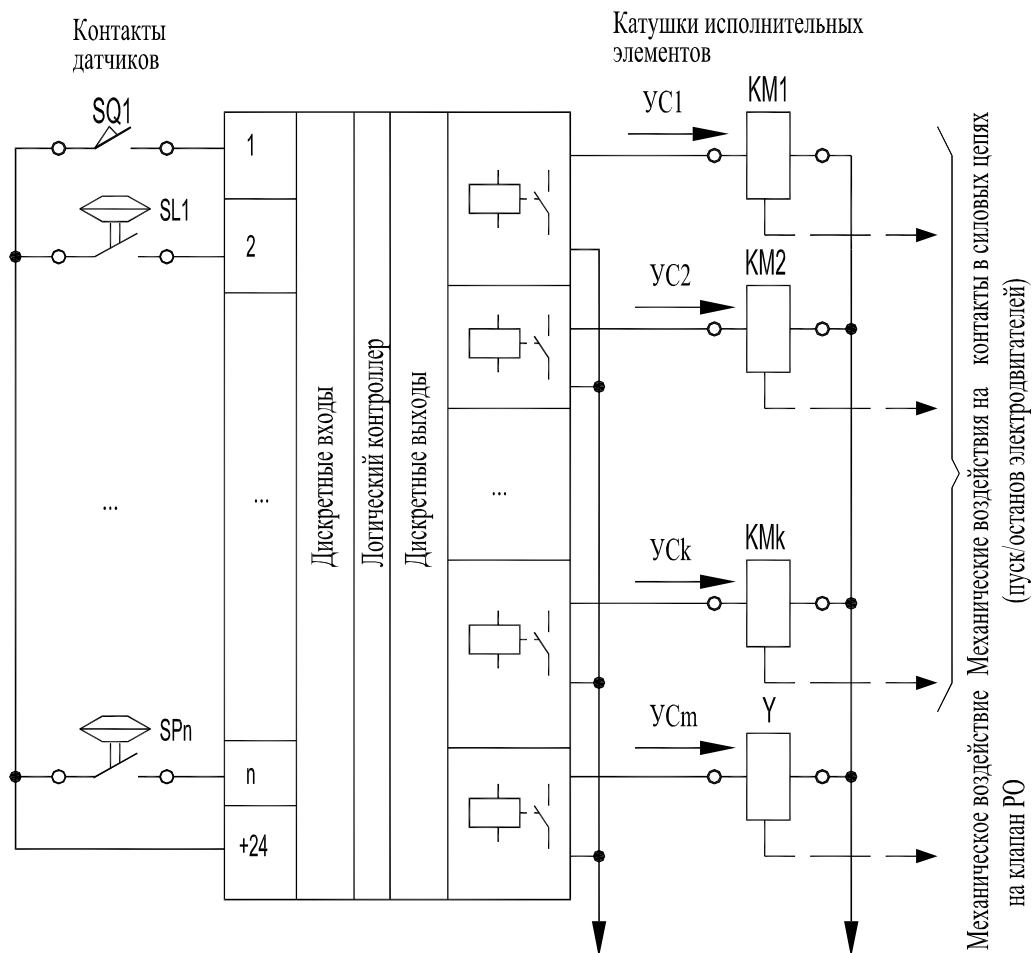 Контакты
датчиков
Катушки исполнительных
элементов
SQ1
1
УС1
KM1
SL1
2
УС2
KM2
...
...
Дискретные входы
Логический контроллер
Дискретные выходы
...
УСk
KMk
SPn
n
УСm
Y
+24
Механические воздействия на контакты в силовых цепях
(пуск/останов электродвигателей)
Механическое воздействие
на клапан РО